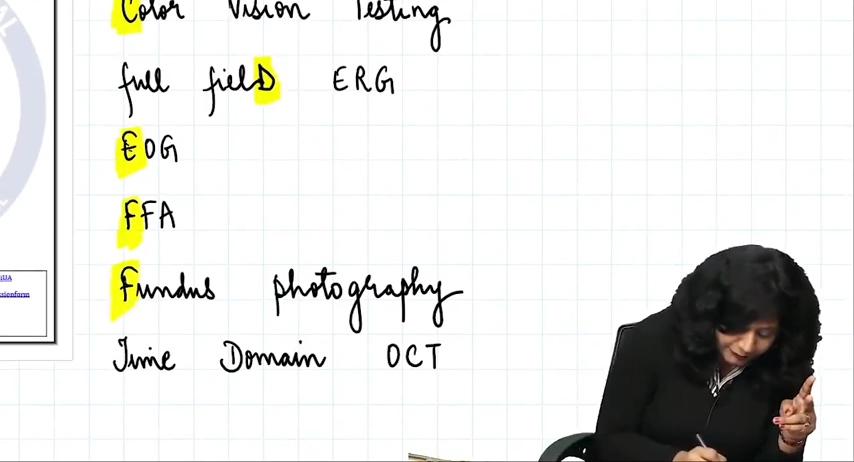 Color Vision Testing
full fielD ERG
EOG
FFA
Fundus photography
Time Domain OCT